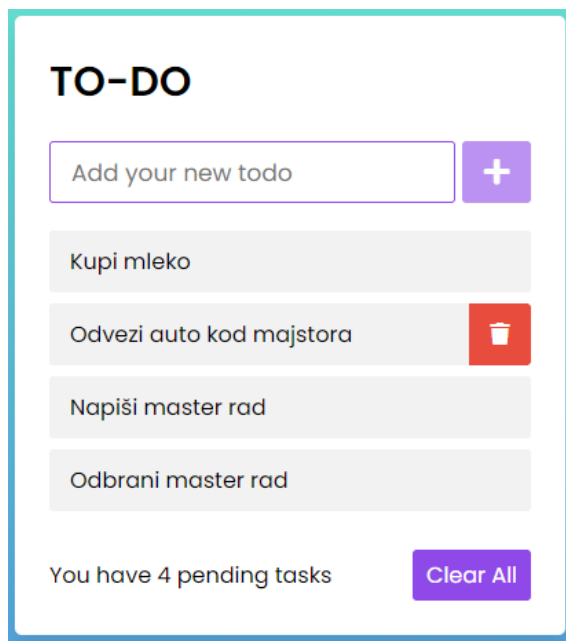 TO-DO
Add your new todo
Kupi mleko
Odvezi auto kod majstora
Napiši master rad
Odbrani master rad
You have 4 pending tasks
Clear All